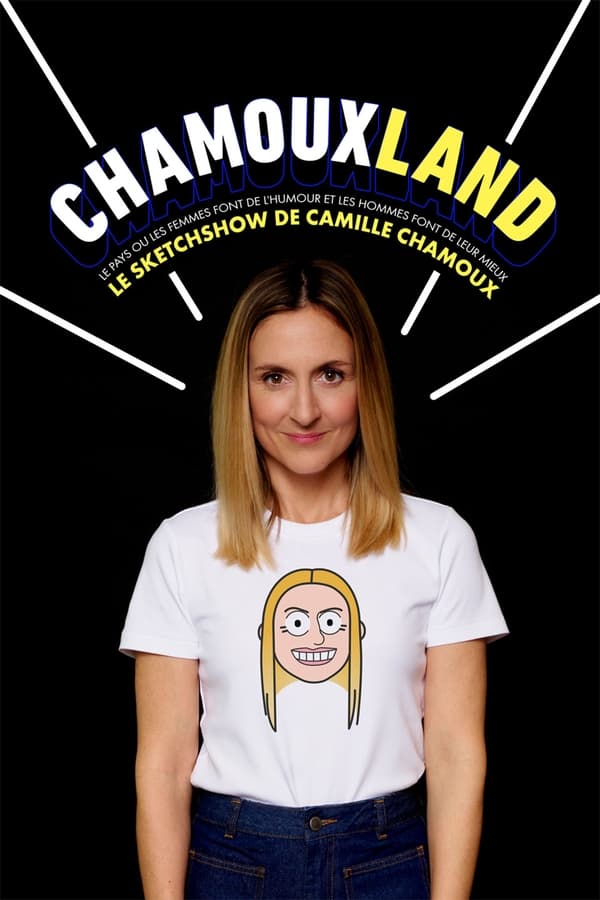 CHAMOUXLAND
LE PAYS OU LES FEMMES FONT DE L'HUMOUR ET LES HOMMES FONT DE LEUR MIEUX
LE SKETCHSHOW DE CAMILLE CHAMOUX